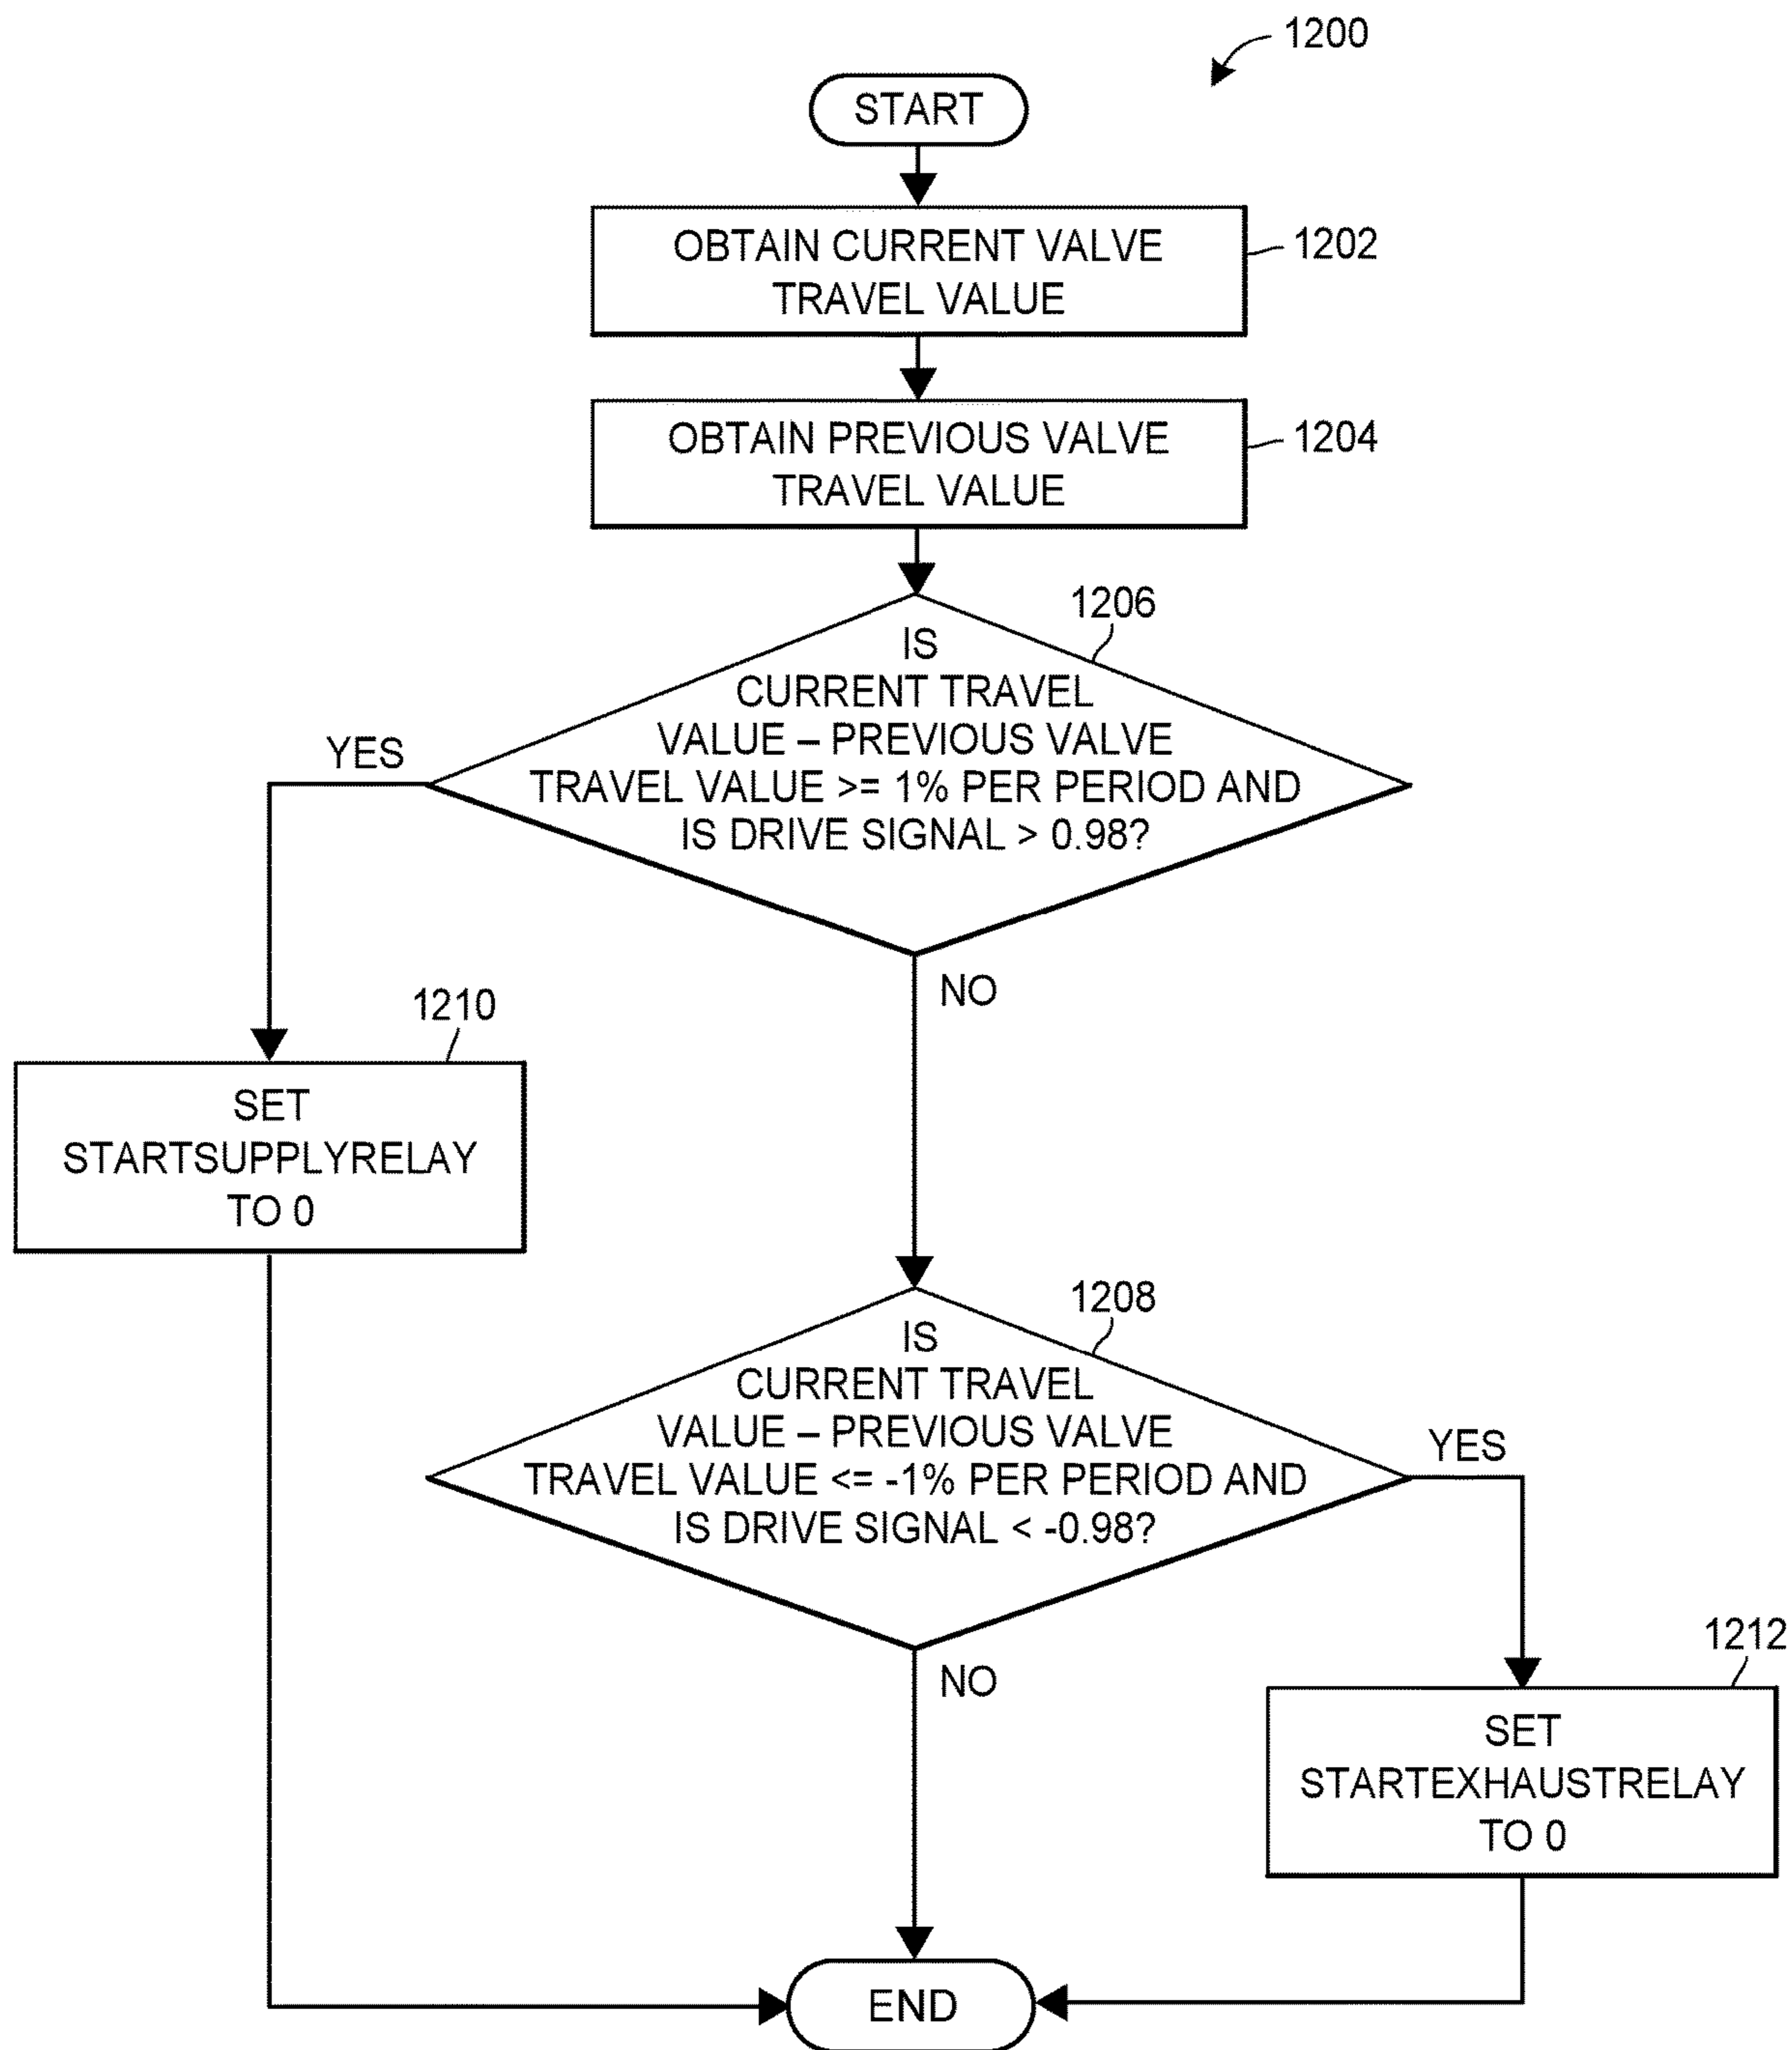 1200
START
OBTAIN CURRENT VALVE
TRAVEL VALUE
1202
OBTAIN PREVIOUS VALVE
TRAVEL VALUE
1204
1206
IS
CURRENT TRAVEL
VALUE – PREVIOUS VALVE
TRAVEL VALUE >= 1% PER PERIOD AND
IS DRIVE SIGNAL > 0.98?
YES
NO
1210
SET
STARTSUPPLYRELAY
TO 0
1208
IS
CURRENT TRAVEL
VALUE – PREVIOUS VALVE
TRAVEL VALUE <= -1% PER PERIOD AND
IS DRIVE SIGNAL < -0.98?
YES
NO
1212
SET
STARTEXHAUSTRELAY
TO 0
END